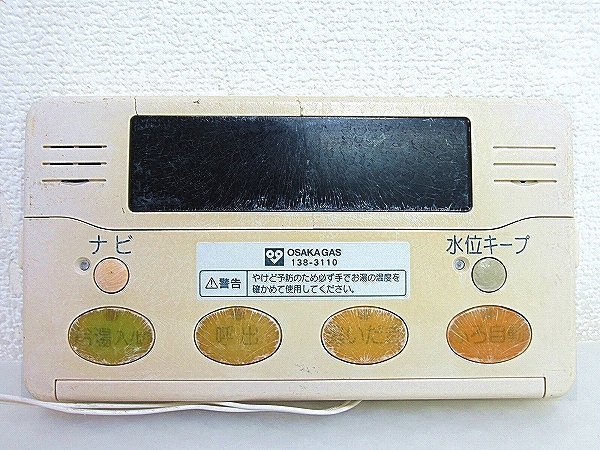 ナビ
水位キープ
OSAKA GAS
138-3110
警告
やけど予防のため必ず手でお湯の温度を
確かめて使用してください。
呼出